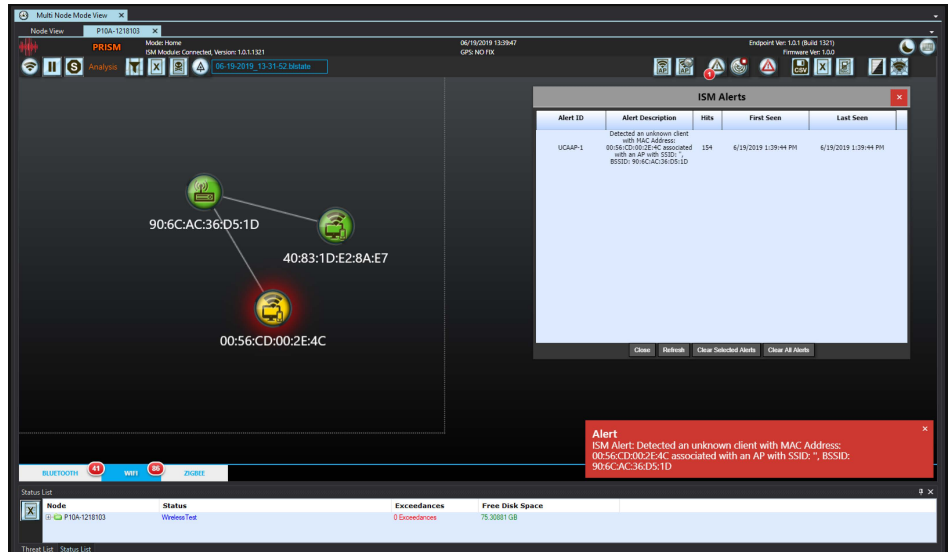 Multi Node Mode View X
Node View P10A-1218103 X
PRISM
Mode: Home
ISM Module: Connected, Version: 1.0.1.1321
06/19/2019 13:39:47
GPS: NO FIX
Endpoint Ver: 1.0.1 (Build 1321)
Firmware Ver: 1.0.0
S Analysis X 06-19-2019_13-31-52.blstate
AP AP 1 CSV X
ISM Alerts
Alert ID Alert Description Hits First Seen Last Seen
Detected an unknown client
with MAC Address:
UCAAP-1 00:56:CD:00:2E:4C associated 154 6/19/2019 1:39:44 PM 6/19/2019 1:39:44 PM
with an AP with SSID: '',
BSSID: 90:6C:AC:36:D5:1D
90:6C:AC:36:D5:1D
40:83:1D:E2:8A:E7
00:56:CD:00:2E:4C
Close Refresh Clear Selected Alerts Clear All Alerts
Alert
ISM Alert: Detected an unknown client with MAC Address:
00:56:CD:00:2E:4C associated with an AP with SSID: '', BSSID:
90:6C:AC:36:D5:1D
BLUETOOTH 41 WIFI 86 ZIGBEE
Status List
Node Status Exceedances Free Disk Space
P10A-1218103 WirelessTest 0 Exceedances 75.30881 GB
Threat List Status List